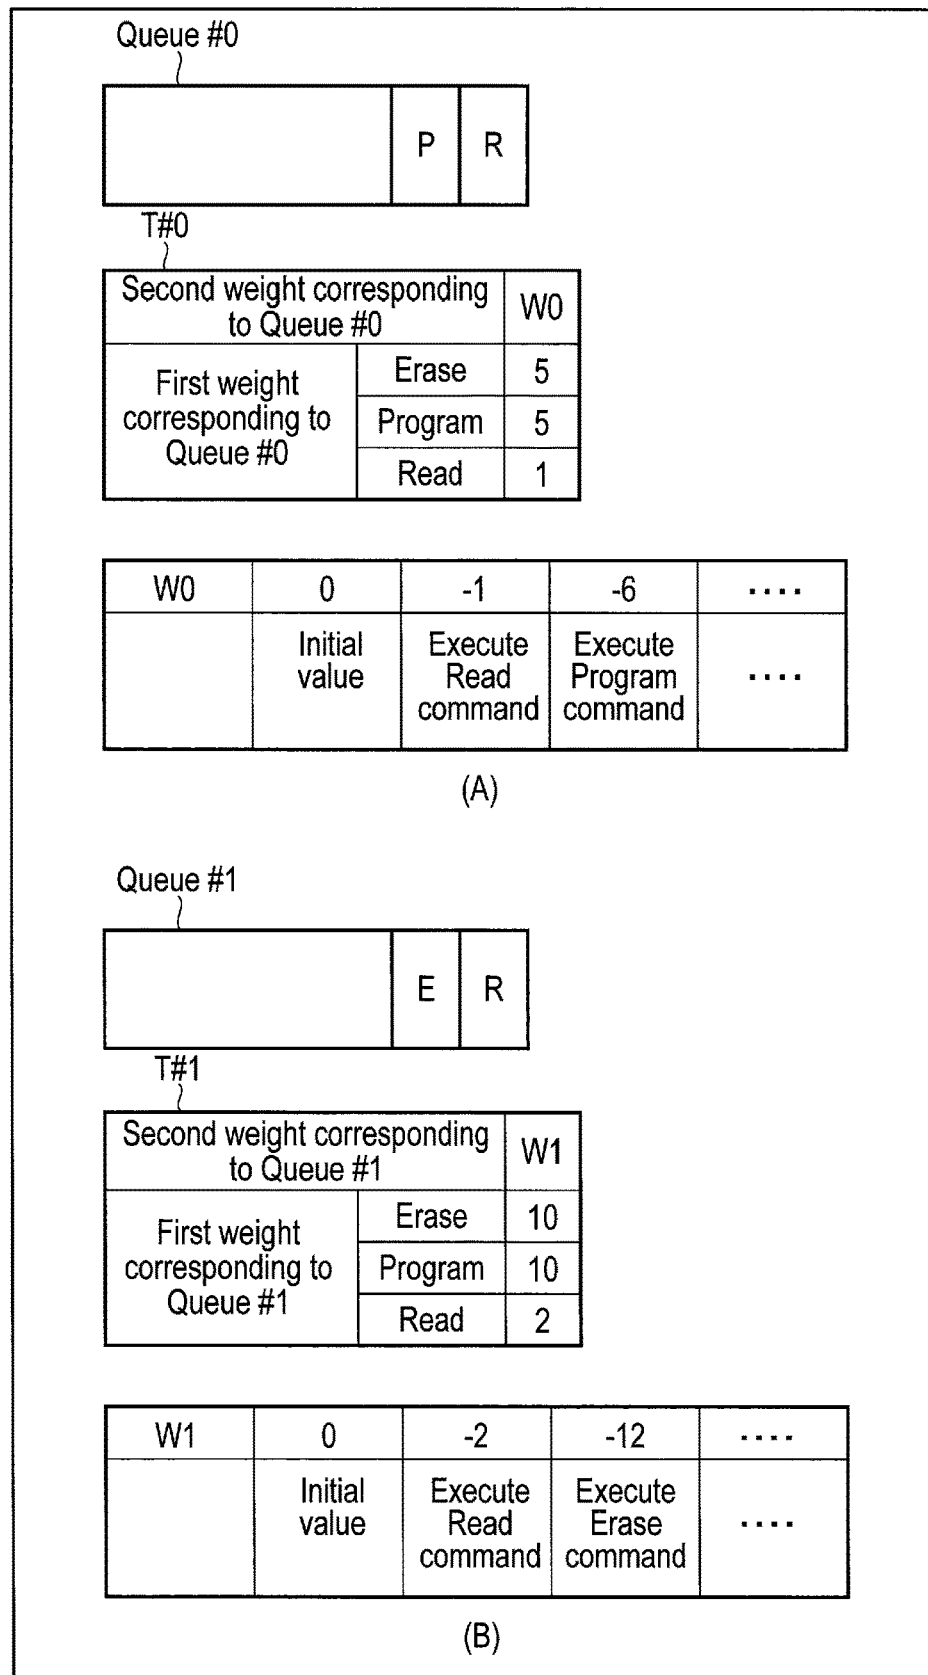 Queue #0
P R
T#0
Second weight corresponding
to Queue #0
W0
First weight
corresponding to
Queue #0
Erase 5
Program 5
Read 1
W0 0 -1 -6 ....
Initial
value
Execute
Read
command
Execute
Program
command
....
(A)
Queue #1
E R
T#1
Second weight corresponding
to Queue #1
W1
First weight
corresponding to
Queue #1
Erase 10
Program 10
Read 2
W1 0 -2 -12 ....
Initial
value
Execute
Read
command
Execute
Erase
command
....
(B)